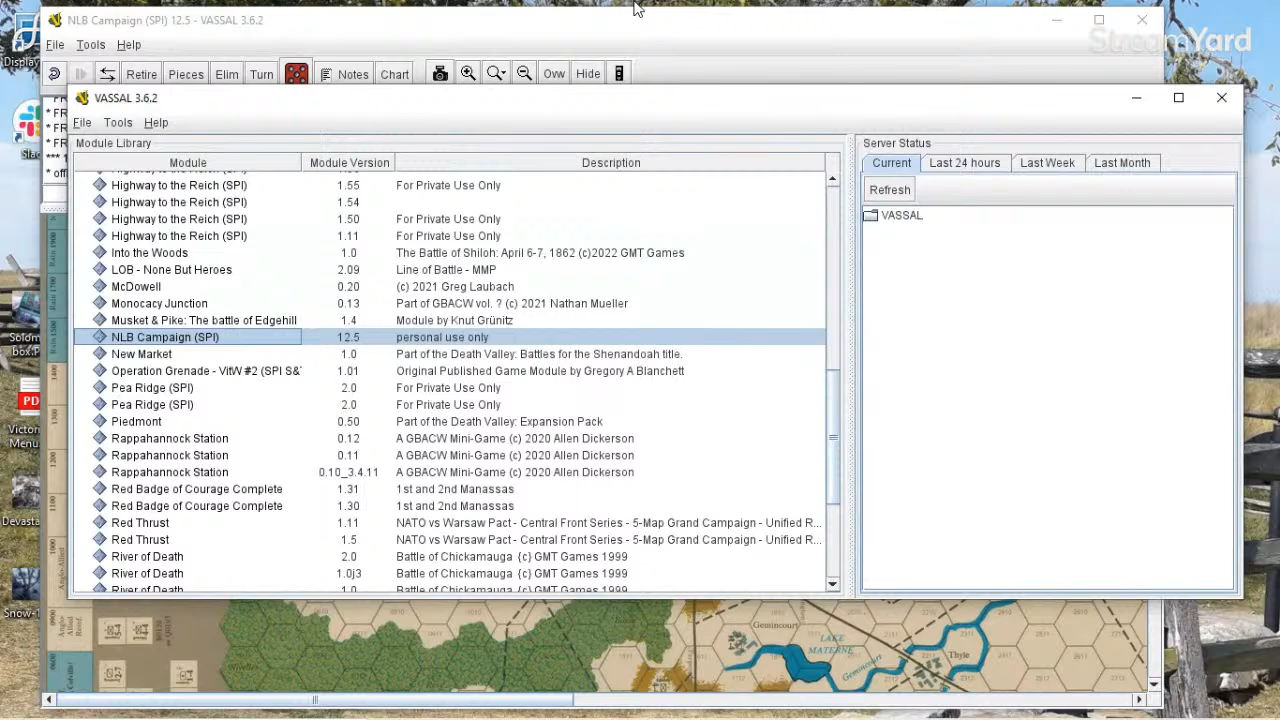 NLB Campaign (SPI) 12.5 - VASSAL 3.6.2
StreamYard
File Tools Help
Retire Pieces Elim Turn Notes Chart Ovw Hide
VASSAL 3.6.2
File Tools Help
Module Library
Server Status
Module Module Version Description
Current Last 24 hours Last Week Last Month
Highway to the Reich (SPI) 1.55 For Private Use Only
Refresh
Highway to the Reich (SPI) 1.54
VASSAL
Highway to the Reich (SPI) 1.50 For Private Use Only
Highway to the Reich (SPI) 1.11 For Private Use Only
Into the Woods 1.0 The Battle of Shiloh: April 6-7, 1862 (c)2022 GMT Games
LOB - None But Heroes 2.09 Line of Battle - MMP
McDowell 0.20 (c) 2021 Greg Laubach
Monocacy Junction 0.13 Part of GBACW vol. ? (c) 2021 Nathan Mueller
Musket & Pike: The battle of Edgehill 1.4 Module by Knut Grünitz
NLB Campaign (SPI) 12.5 personal use only
New Market 1.0 Part of the Death Valley: Battles for the Shenandoah title.
Operation Grenade - VitW #2 (SPI S&T 1.01 Original Published Game Module by Gregory A Blanchett
Pea Ridge (SPI) 2.0 For Private Use Only
Pea Ridge (SPI) 2.0 For Private Use Only
Piedmont 0.50 Part of the Death Valley: Expansion Pack
Rappahannock Station 0.12 A GBACW Mini-Game (c) 2020 Allen Dickerson
Rappahannock Station 0.11 A GBACW Mini-Game (c) 2020 Allen Dickerson
Rappahannock Station 0.10_3.4.11 A GBACW Mini-Game (c) 2020 Allen Dickerson
Red Badge of Courage Complete 1.31 1st and 2nd Manassas
Red Badge of Courage Complete 1.30 1st and 2nd Manassas
Red Thrust 1.11 NATO vs Warsaw Pact - Central Front Series - 5-Map Grand Campaign - Unified R...
Red Thrust 1.5 NATO vs Warsaw Pact - Central Front Series - 5-Map Grand Campaign - Unified R...
River of Death 2.0 Battle of Chickamauga {c} GMT Games 1999
River of Death 1.0j3 Battle of Chickamauga {c} GMT Games 1999
River of Death 1.0 Battle of Chickamauga {c} GMT Games 1999
PDF
Gemincourt
LAKE
MATERNE
Thyle
Gemincourt